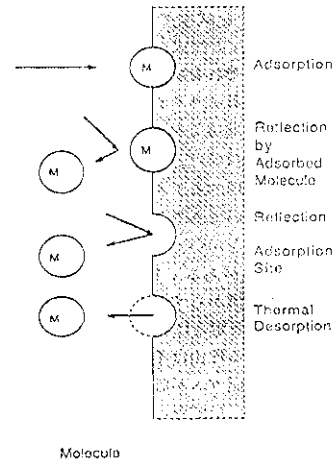 M
Adsorption
M
Reflection
by
Adsorbed
Molecule
M
Reflection
M
Adsorption
Site
M
Thermal
Desorption
Molecule